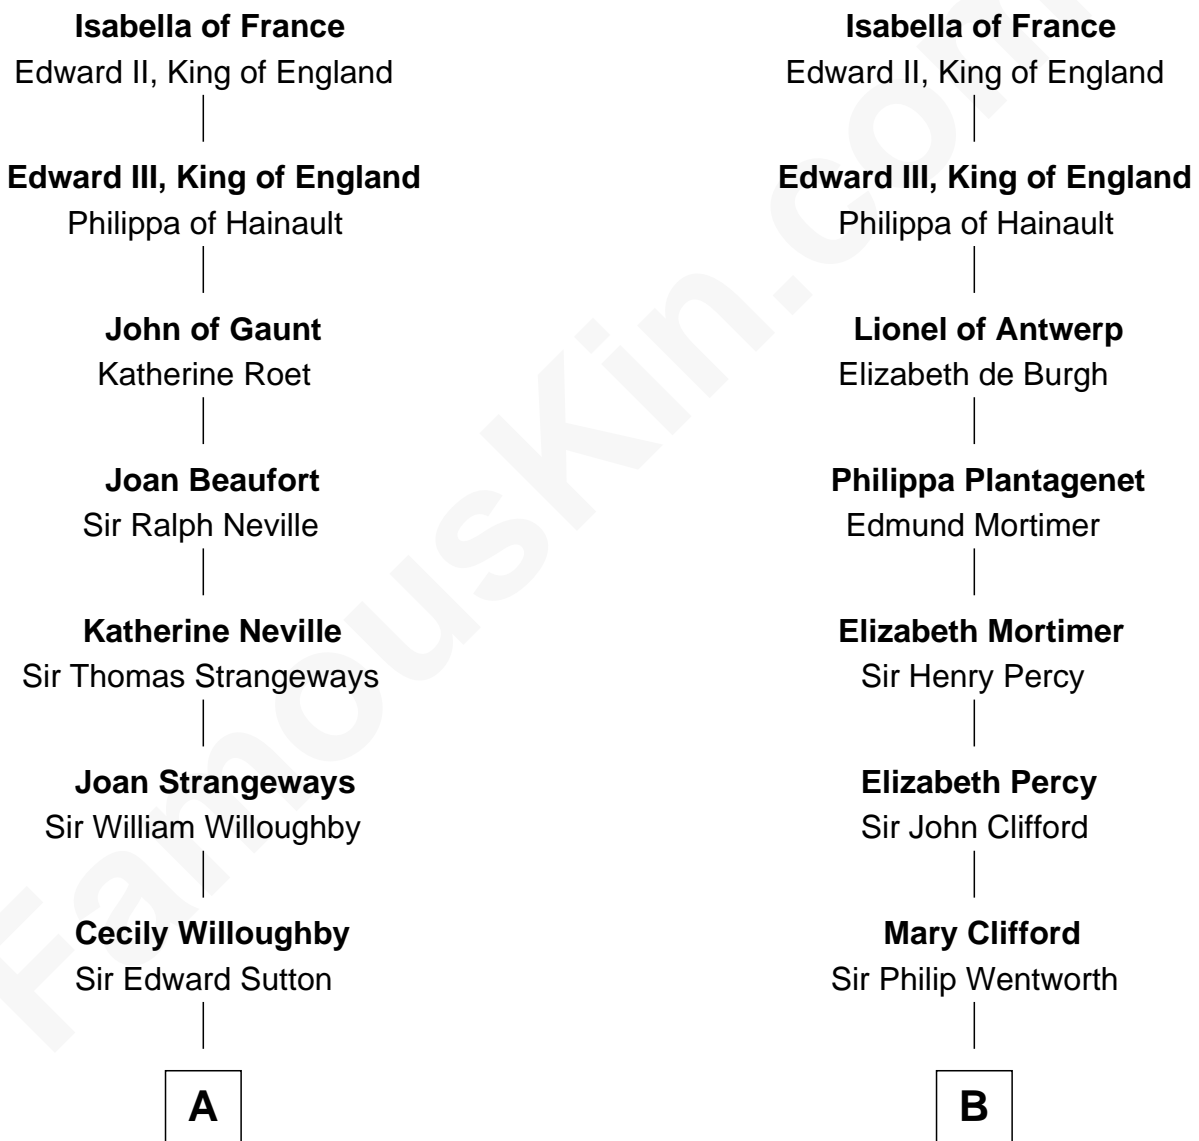 Isabella of France
Edward II, King of England
Edward III, King of England
Philippa of Hainault
John of Gaunt
Katherine Roet
Joan Beaufort
Sir Ralph Neville
Katherine Neville
Sir Thomas Strangeways
Joan Strangeways
Sir William Willoughby
Cecily Willoughby
Sir Edward Sutton
A
Isabella of France
Edward II, King of England
Edward III, King of England
Philippa of Hainault
Lionel of Antwerp
Elizabeth de Burgh
Philippa Plantagenet
Edmund Mortimer
Elizabeth Mortimer
Sir Henry Percy
Elizabeth Percy
Sir John Clifford
Mary Clifford
Sir Philip Wentworth
B
FamousKin.com